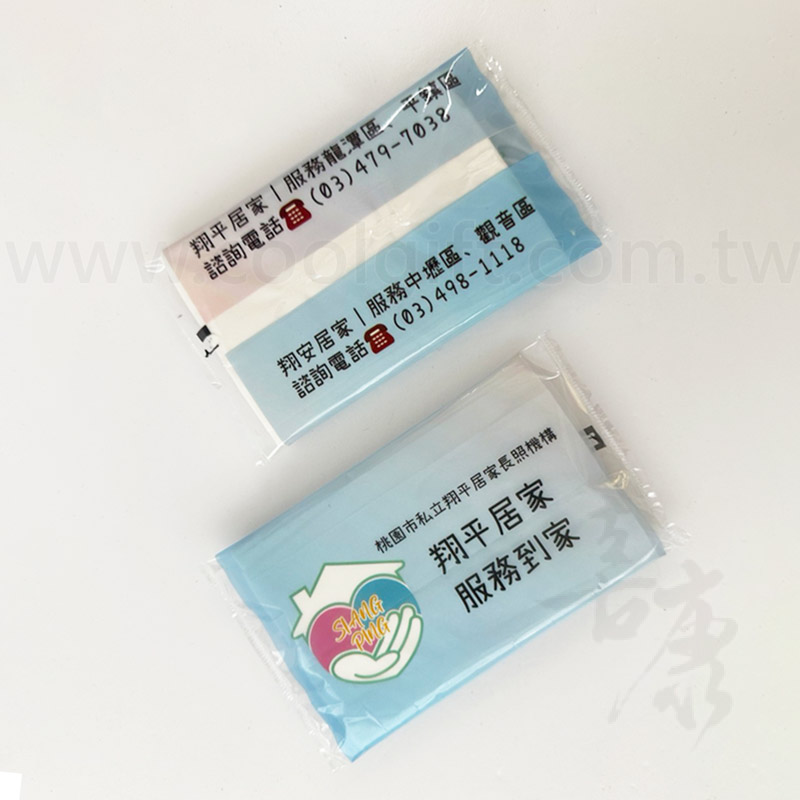 翔平居家 | 服務龍潭區、平鎮區
諮詢電話☎(03)479-7038
翔安居家 | 服務中壢區、觀音區
諮詢電話☎(03)498-1118
www.coolgift.com.tw
桃園市私立翔平居家長照機構
翔平居家
服務到家
SIANG
PING